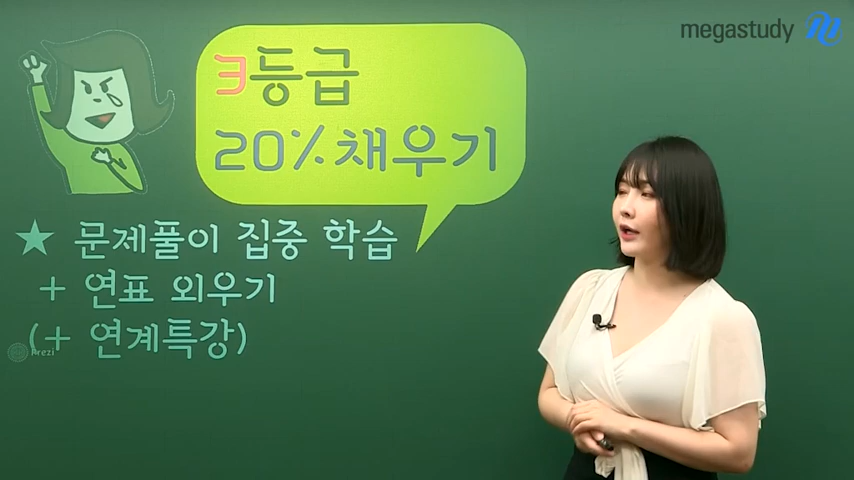 megastudy
3등급
20%채우기
★ 문제풀이 집중 학습
+ 연표 외우기
(+ 연계특강)
Prezi